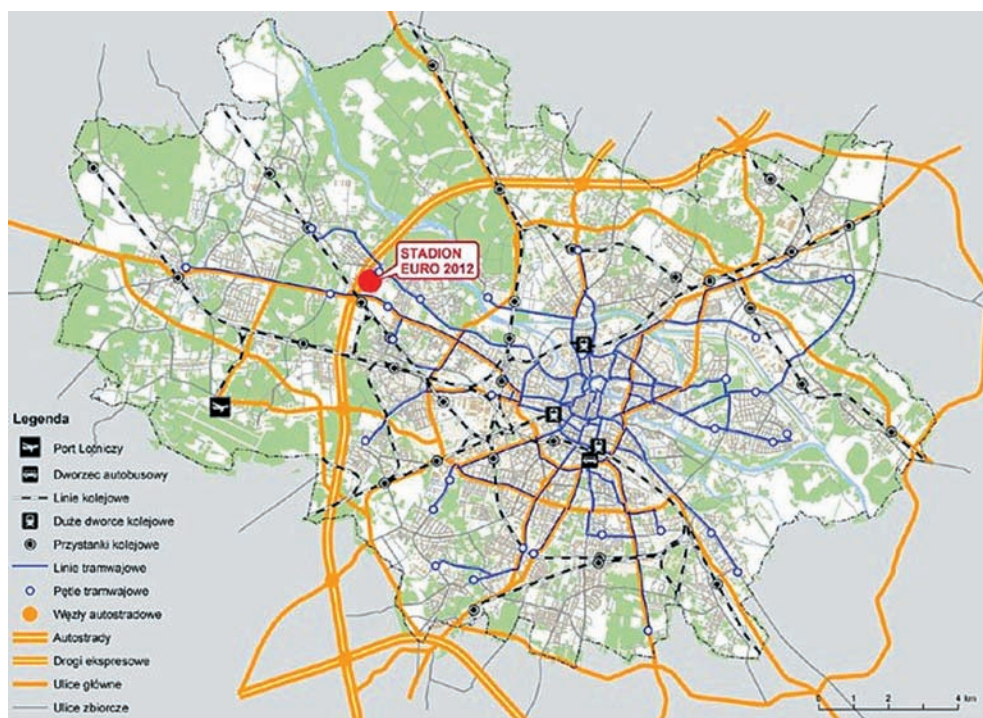 STADION
EURO 2012
Legenda
Port Lotniczy
Dworzec autobusowy
Linie kolejowe
Duże dworce kolejowe
Przystanki kolejowe
Linie tramwajowe
Pętle tramwajowe
Węzły autostradowe
Autostrady
Drogi ekspresowe
Ulice główne
Ulice zbiorcze
0 1 2 4 km